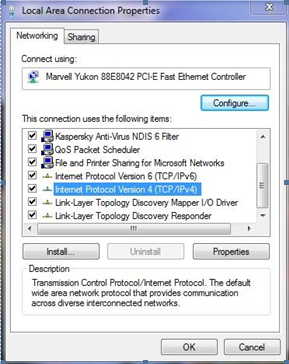 Local Area Connection Properties
Networking
Sharing
Connect using:
Marvell Yukon 88E8042 PCI-E Fast Ethernet Controller
Configure...
This connection uses the following items:
Kaspersky Anti-Virus NDIS 6 Filter
QoS Packet Scheduler
File and Printer Sharing for Microsoft Networks
Internet Protocol Version 6 (TCP/IPv6)
Internet Protocol Version 4 (TCP/IPv4)
Link-Layer Topology Discovery Mapper I/O Driver
Link-Layer Topology Discovery Responder
Install...
Uninstall
Properties
Description
Transmission Control Protocol/Internet Protocol. The default
wide area network protocol that provides communication
across diverse interconnected networks.
OK
Cancel